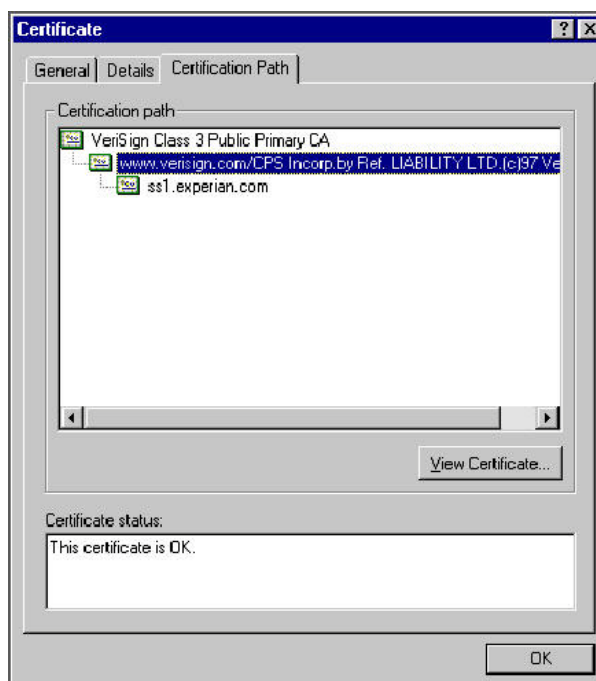 Certificate
General
Details
Certification Path
Certification path
VeriSign Class 3 Public Primary CA
www.verisign.com/CPS Incorp.by Ref. LIABILITY LTD.(c)97 Ve
ss1.experian.com
View Certificate...
Certificate status:
This certificate is OK.
OK